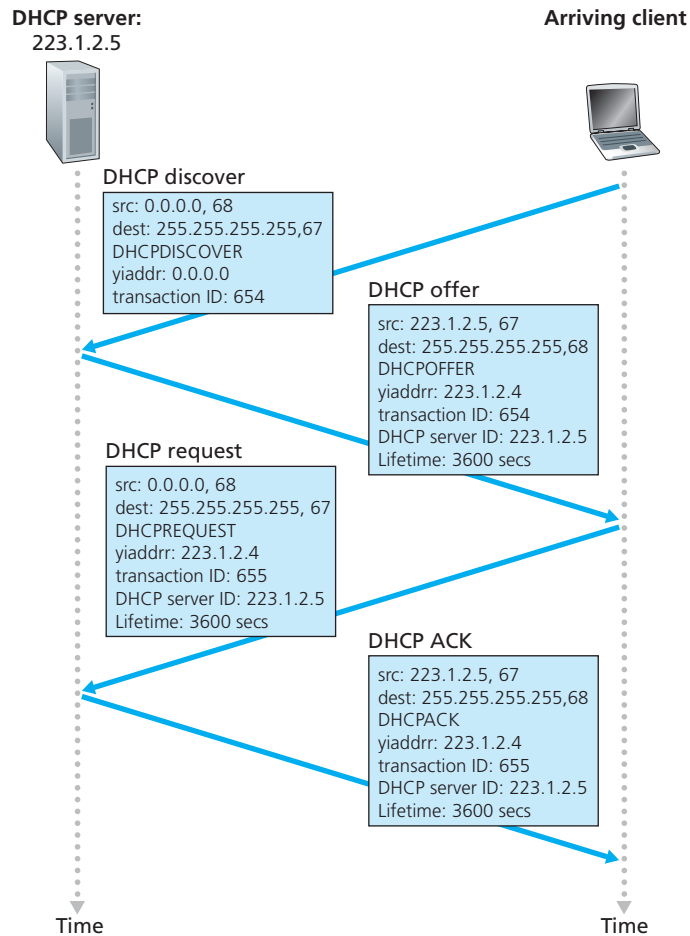 DHCP server:
223.1.2.5
Arriving client
DHCP discover
src: 0.0.0.0, 68
dest: 255.255.255.255,67
DHCPDISCOVER
yiaddr: 0.0.0.0
transaction ID: 654
DHCP offer
src: 223.1.2.5, 67
dest: 255.255.255.255,68
DHCPOFFER
yiaddrr: 223.1.2.4
transaction ID: 654
DHCP server ID: 223.1.2.5
Lifetime: 3600 secs
DHCP request
src: 0.0.0.0, 68
dest: 255.255.255.255, 67
DHCPREQUEST
yiaddrr: 223.1.2.4
transaction ID: 655
DHCP server ID: 223.1.2.5
Lifetime: 3600 secs
DHCP ACK
src: 223.1.2.5, 67
dest: 255.255.255.255,68
DHCPACK
yiaddrr: 223.1.2.4
transaction ID: 655
DHCP server ID: 223.1.2.5
Lifetime: 3600 secs
Time
Time